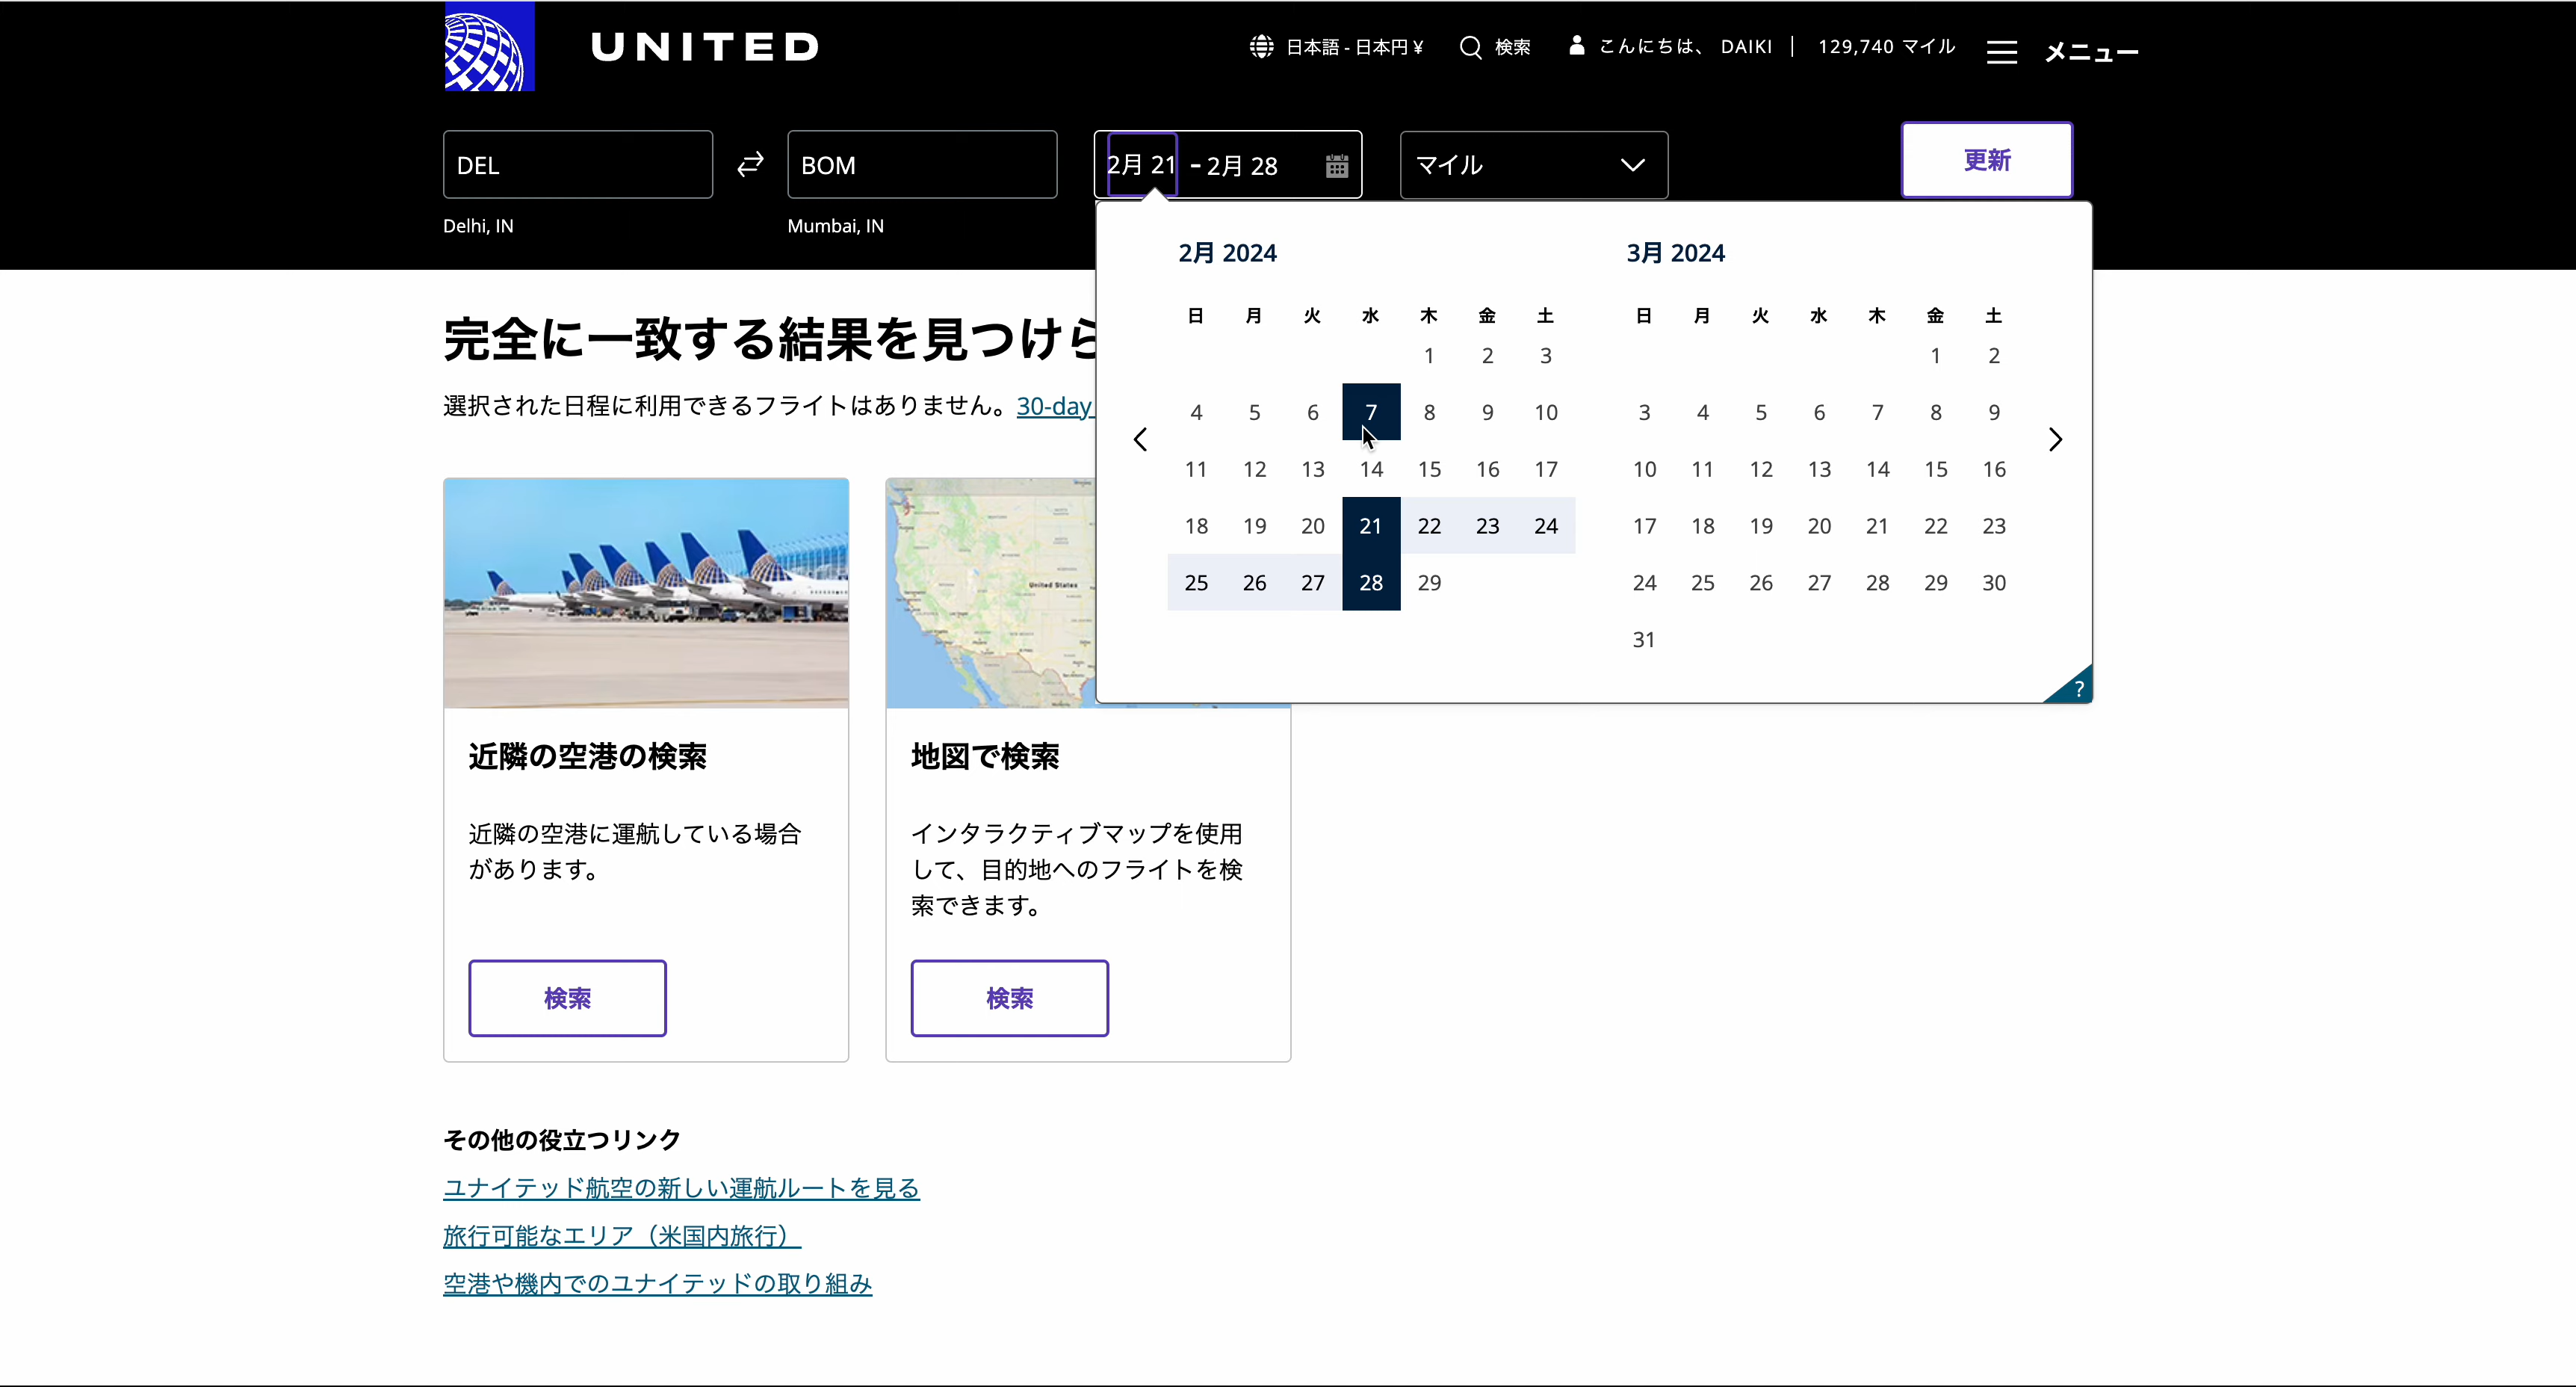 UNITED
日本語 - 日本円 ¥ 検索 こんにちは、 DAIKI 129,740 マイル メニュー
DEL BOM 2月 21 - 2月 28 マイル 更新
Delhi, IN Mumbai, IN
2月 2024 3月 2024
日 月 火 水 木 金 土 日 月 火 水 木 金 土
1 2 3 1 2
4 5 6 7 8 9 10 3 4 5 6 7 8 9
11 12 13 14 15 16 17 10 11 12 13 14 15 16
18 19 20 21 22 23 24 17 18 19 20 21 22 23
25 26 27 28 29 24 25 26 27 28 29 30
31
?
完全に一致する結果を見つけら
選択された日程に利用できるフライトはありません。 30-day
United States
近隣の空港の検索
近隣の空港に運航している場合
があります。
検索
地図で検索
インタラクティブマップを使用
して、目的地へのフライトを検
索できます。
検索
その他の役立つリンク
ユナイテッド航空の新しい運航ルートを見る
旅行可能なエリア（米国内旅行）
空港や機内でのユナイテッドの取り組み